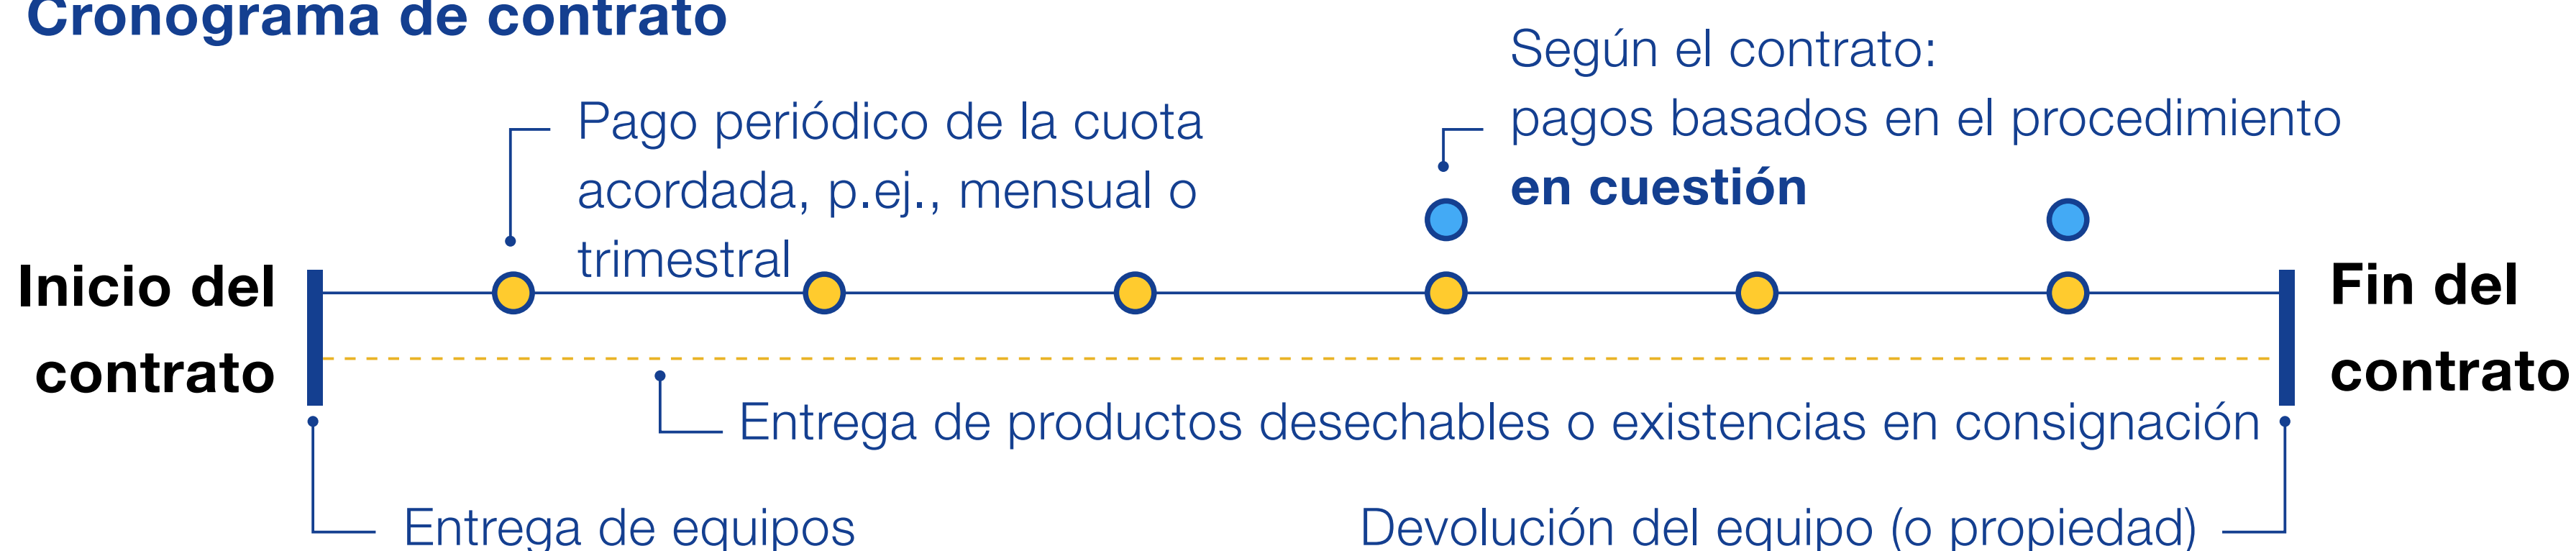 Cronograma de contrato
Según el contrato:
pagos basados en el procedimiento
en cuestión
Pago periódico de la cuota
acordada, p.ej., mensual o
trimestral
Inicio del
contrato
Fin del
contrato
Entrega de productos desechables o existencias en consignación
Entrega de equipos
Devolución del equipo (o propiedad)